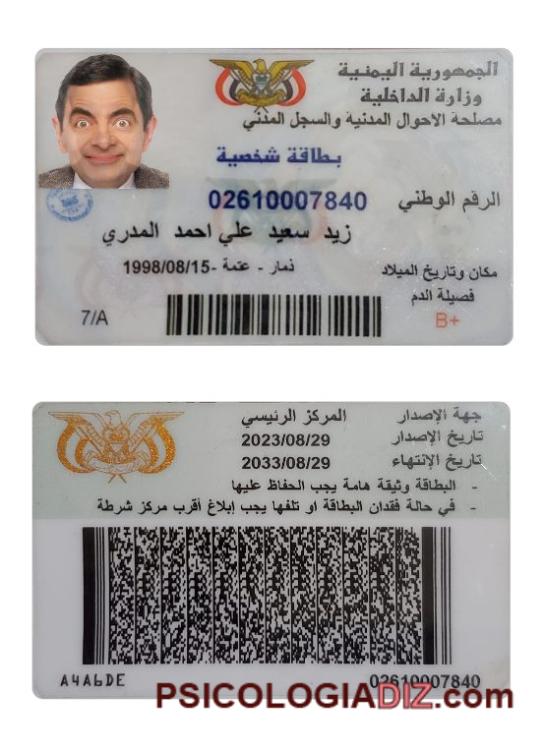 الجمهورية اليمنية
وزارة الداخلية
مصلحة الاحوال المدنية والسجل المدني
بطاقة شخصية
الرقم الوطني 02610007840
زيد سعيد علي احمد المدري
مكان وتاريخ الميلاد ذمار - عتمة -1998/08/15
فصيلة الدم
B+
7/A
جهة الإصدار المركز الرئيسي
تاريخ الإصدار 2023/08/29
تاريخ الإنتهاء 2033/08/29
- البطاقة وثيقة هامة يجب الحفاظ عليها
- في حالة فقدان البطاقة او تلفها يجب إبلاغ أقرب مركز شرطة
A4A6DE
02610007840
PSICOLOGIADIZ.com